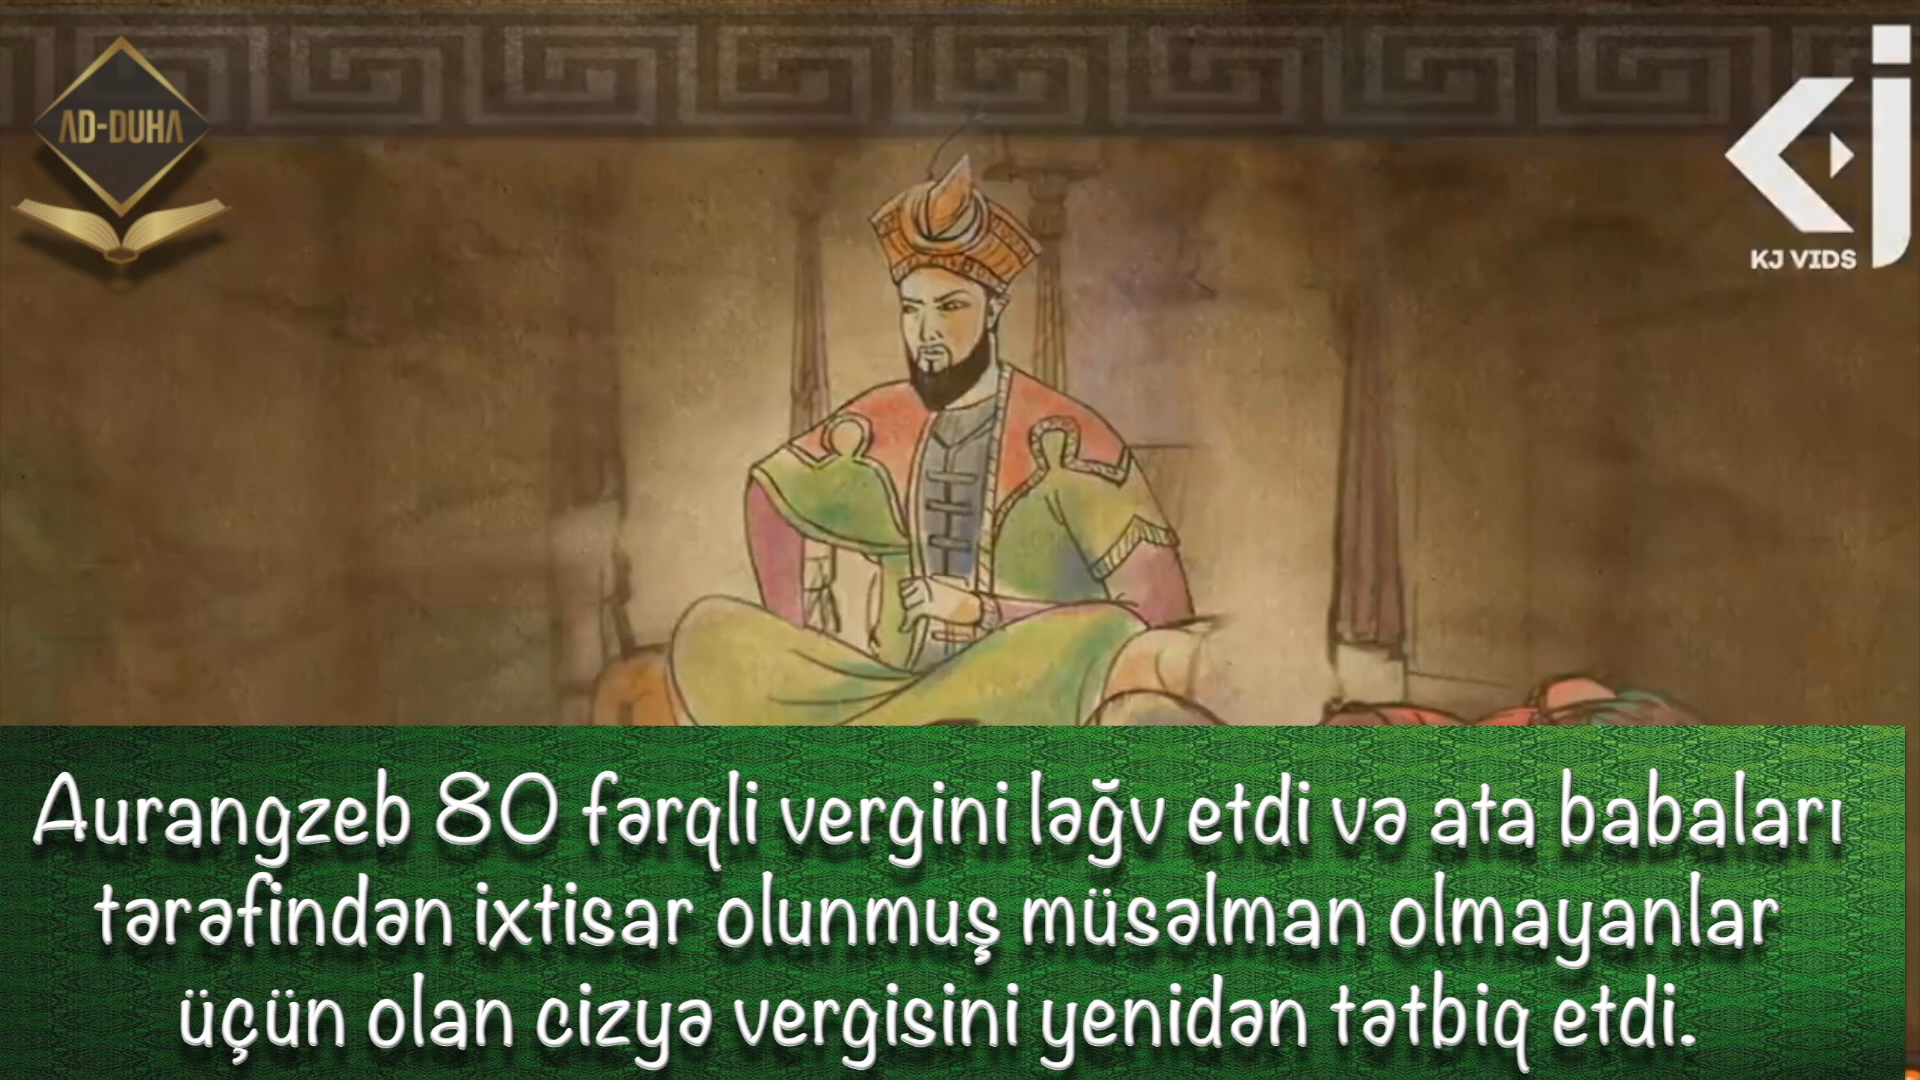 AD-DUHA
KJ VIDS
Aurangzeb 80 fərqli vergini ləğv etdi və ata babaları
tərəfindən ixtisar olunmuş müsəlman olmayanlar
üçün olan cizyə vergisini yenidən tətbiq etdi.